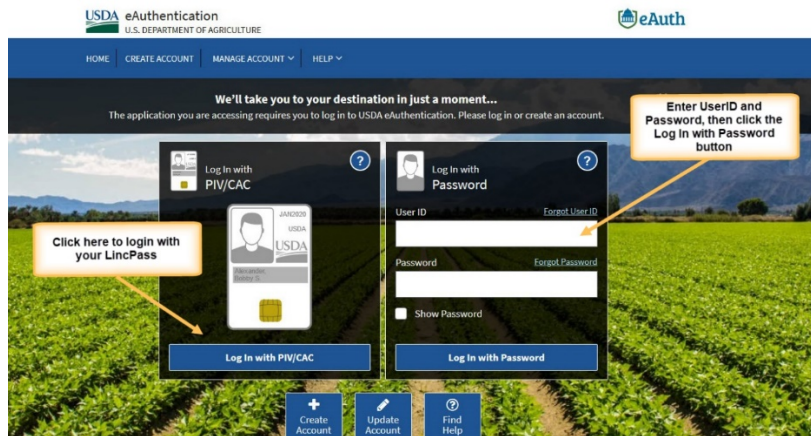 USDA eAuthentication
U.S. DEPARTMENT OF AGRICULTURE
eAuth
HOME CREATE ACCOUNT MANAGE ACCOUNT HELP
We'll take you to your destination in just a moment...
The application you are accessing requires you to log in to USDA eAuthentication. Please log in or create an account.
Enter UserID and
Password, then click the
Log In with Password
button
Log In with
PIV/CAC
?
JAN2020
USDA
USDA
Alexander,
Bobby S.
Click here to login with
your LincPass
Log In with PIV/CAC
Log In with
Password
?
User ID Forgot User ID
Password Forgot Password
Show Password
Log In with Password
Create
Account
Update
Account
?
Find
Help